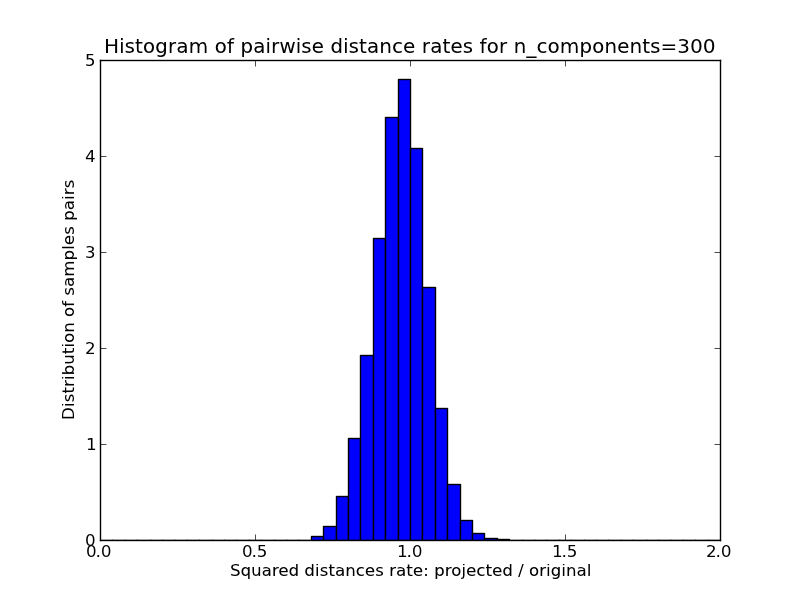 Histogram of pairwise distance rates for n_components=300
5
4
3
2
1
0
Distribution of samples pairs
0.0 0.5 1.0 1.5 2.0
Squared distances rate: projected / original